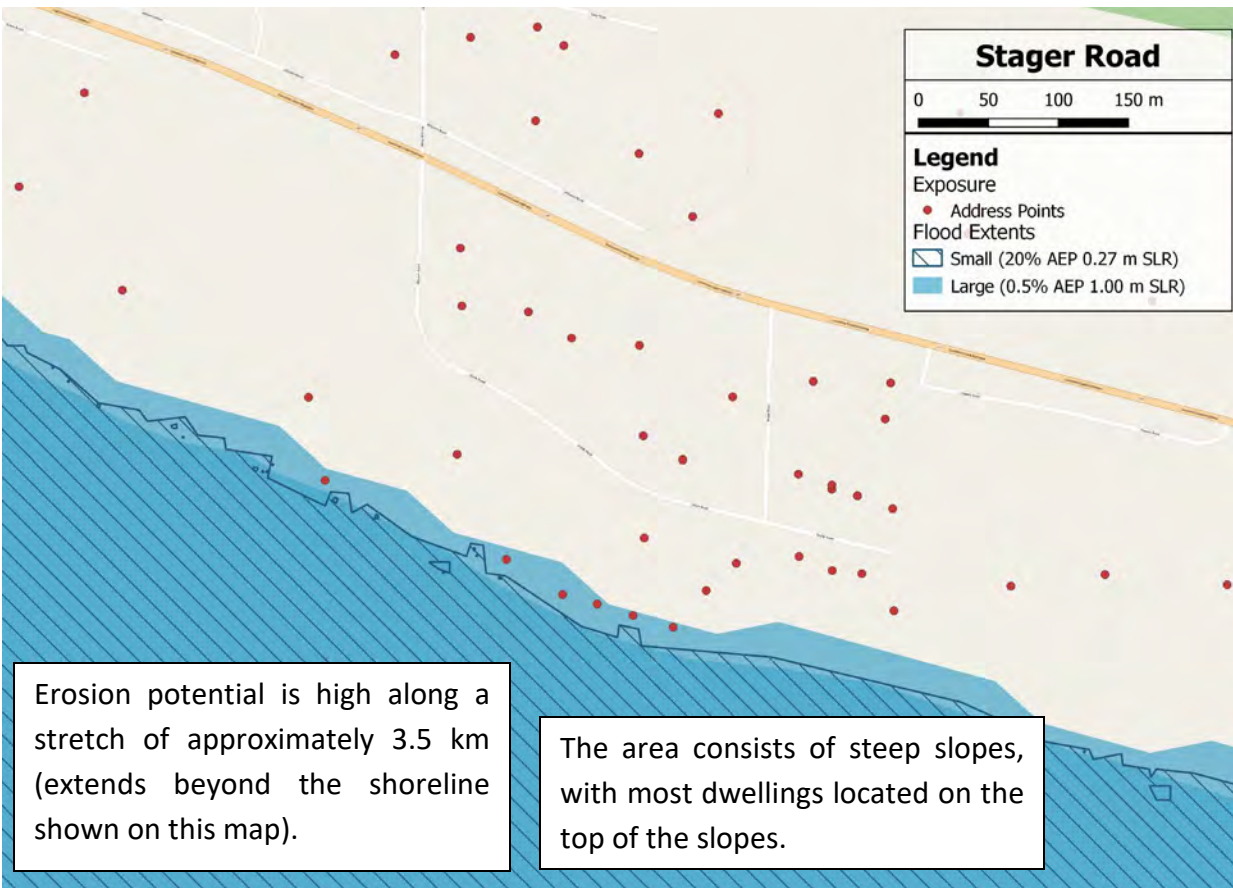 Stager Road
0 50 100 150 m
Legend
Exposure
Address Points
Flood Extents
Small (20% AEP 0.27 m SLR)
Large (0.5% AEP 1.00 m SLR)
Erosion potential is high along a
stretch of approximately 3.5 km
(extends beyond the shoreline
shown on this map).
The area consists of steep slopes,
with most dwellings located on the
top of the slopes.